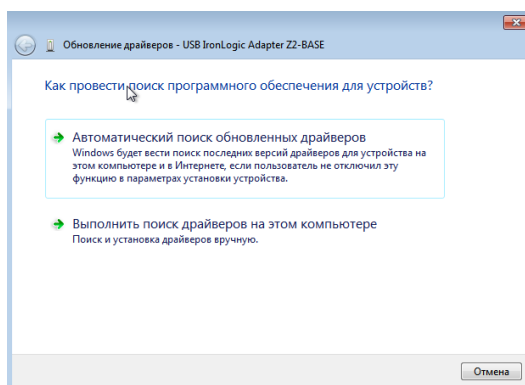 Обновление драйверов - USB IronLogic Adapter Z2-BASE
Как провести поиск программного обеспечения для устройств?
Автоматический поиск обновленных драйверов
Windows будет вести поиск последних версий драйверов для устройства на
этом компьютере и в Интернете, если пользователь не отключил эту
функцию в параметрах установки устройства.
Выполнить поиск драйверов на этом компьютере
Поиск и установка драйверов вручную.
Отмена